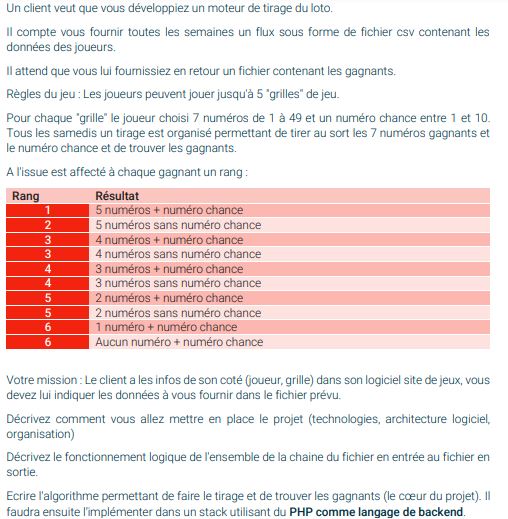 Un client veut que vous développiez un moteur de tirage du loto.
Il compte vous fournir toutes les semaines un flux sous forme de fichier csv contenant les
données des joueurs.
Il attend que vous lui fournissiez en retour un fichier contenant les gagnants.
Règles du jeu : Les joueurs peuvent jouer jusqu'à 5 "grilles" de jeu.
Pour chaque "grille" le joueur choisi 7 numéros de 1 à 49 et un numéro chance entre 1 et 10.
Tous les samedis un tirage est organisé permettant de tirer au sort les 7 numéros gagnants et
le numéro chance et de trouver les gagnants.
A l'issue est affecté à chaque gagnant un rang :
Rang Résultat
1 5 numéros + numéro chance
2 5 numéros sans numéro chance
3 4 numéros + numéro chance
3 4 numéros sans numéro chance
4 3 numéros + numéro chance
4 3 numéros sans numéro chance
5 2 numéros + numéro chance
5 2 numéros sans numéro chance
6 1 numéro + numéro chance
6 Aucun numéro + numéro chance
Votre mission : Le client a les infos de son coté (joueur, grille) dans son logiciel site de jeux, vous
devez lui indiquer les données à vous fournir dans le fichier prévu.
Décrivez comment vous allez mettre en place le projet (technologies, architecture logiciel,
organisation)
Décrivez le fonctionnement logique de l'ensemble de la chaine du fichier en entrée au fichier en
sortie.
Ecrire l'algorithme permettant de faire le tirage et de trouver les gagnants (le cœur du projet). Il
faudra ensuite l'implémenter dans un stack utilisant du PHP comme langage de backend.